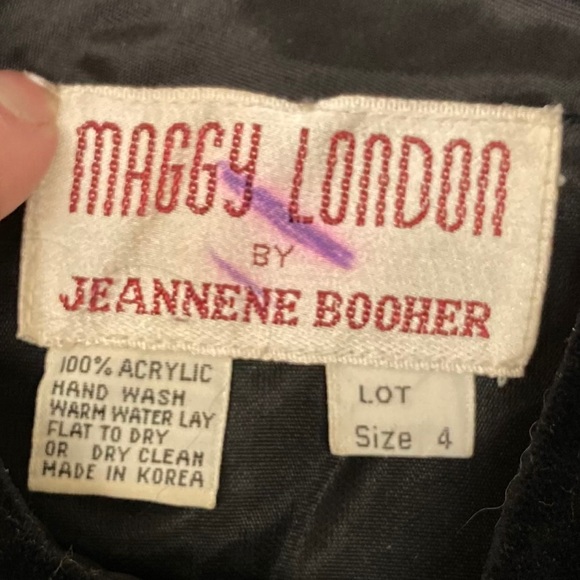 MAGGY LONDON
BY
JEANNENE BOOHER
100% ACRYLIC
HAND WASH
WARM WATER LAY
FLAT TO DRY
OR DRY CLEAN
MADE IN KOREA
LOT
Size 4